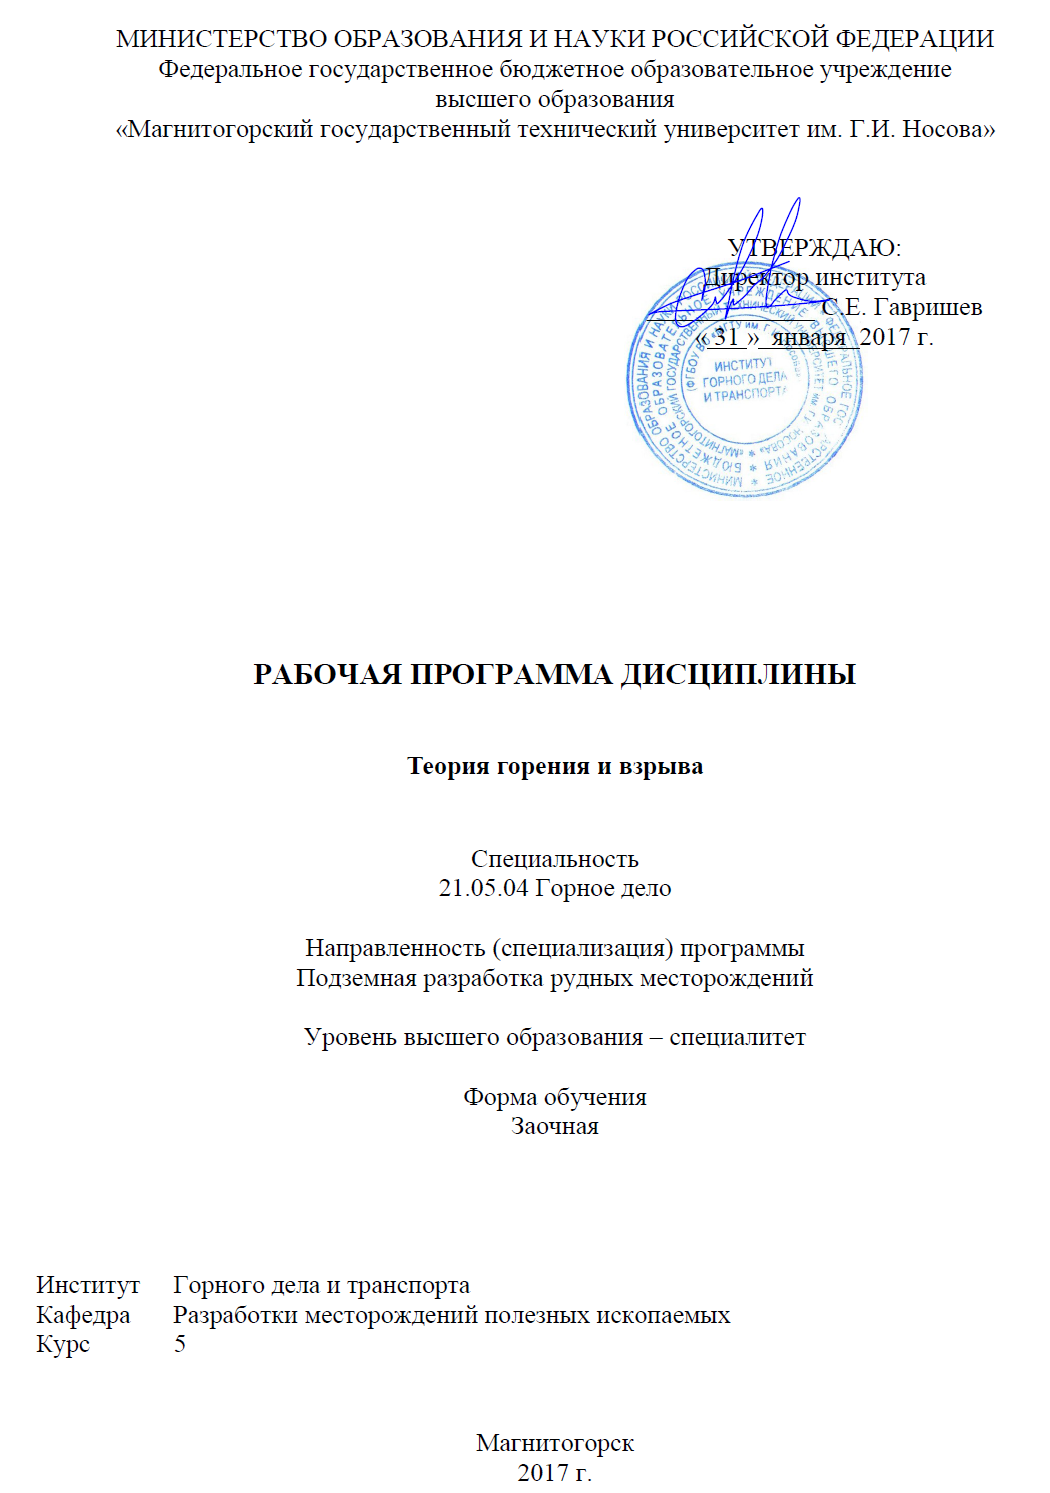 МИНИСТЕРСТВО ОБРАЗОВАНИЯ И НАУКИ РОССИЙСКОЙ ФЕДЕРАЦИИ
Федеральное государственное бюджетное образовательное учреждение
высшего образования
«Магнитогорский государственный технический университет им. Г.И. Носова»
УТВЕРЖДАЮ:
Директор института
С.Е. Гавришев
« 31 » января 2017 г.
ИНСТИТУТ
ГОРНОГО ДЕЛА
И ТРАНСПОРТА
РАБОЧАЯ ПРОГРАММА ДИСЦИПЛИНЫ
Теория горения и взрыва
Специальность
21.05.04 Горное дело
Направленность (специализация) программы
Подземная разработка рудных месторождений
Уровень высшего образования – специалитет
Форма обучения
Заочная
Институт Горного дела и транспорта
Кафедра Разработки месторождений полезных ископаемых
Курс 5
Магнитогорск
2017 г.